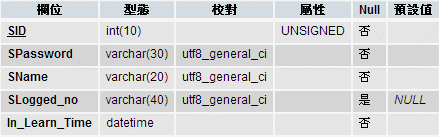 欄位 型態 校對 屬性 Null 預設值
SID int(10) UNSIGNED 否
SPassword varchar(30) utf8_general_ci 否
SName varchar(20) utf8_general_ci 否
SLogged_no varchar(40) utf8_general_ci 是 NULL
In_Learn_Time datetime 否